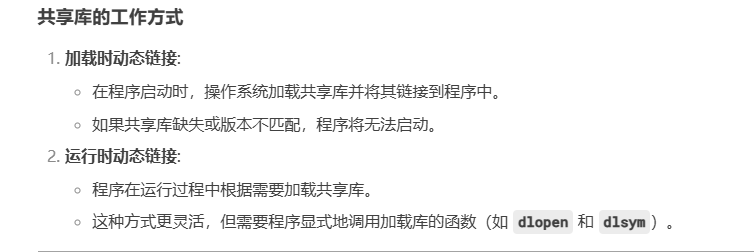 共享库的工作方式
1. 加载时动态链接:
◦ 在程序启动时，操作系统加载共享库并将其链接到程序中。
◦ 如果共享库缺失或版本不匹配，程序将无法启动。
2. 运行时动态链接:
◦ 程序在运行过程中根据需要加载共享库。
◦ 这种方式更灵活，但需要程序显式地调用加载库的函数（如 dlopen 和 dlsym）。